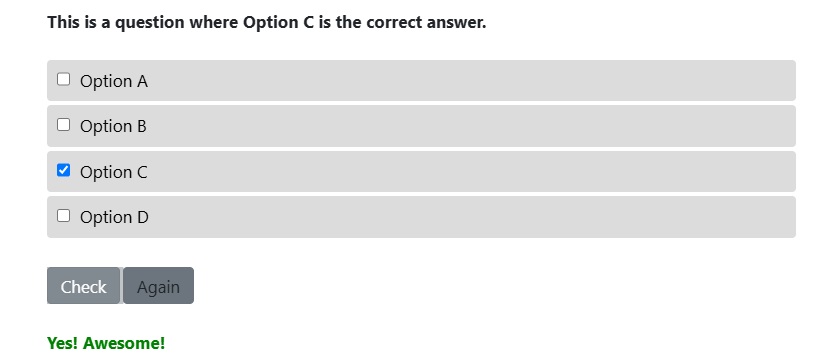 This is a question where Option C is the correct answer.
Option A
Option B
Option C
Option D
Check Again
Yes! Awesome!